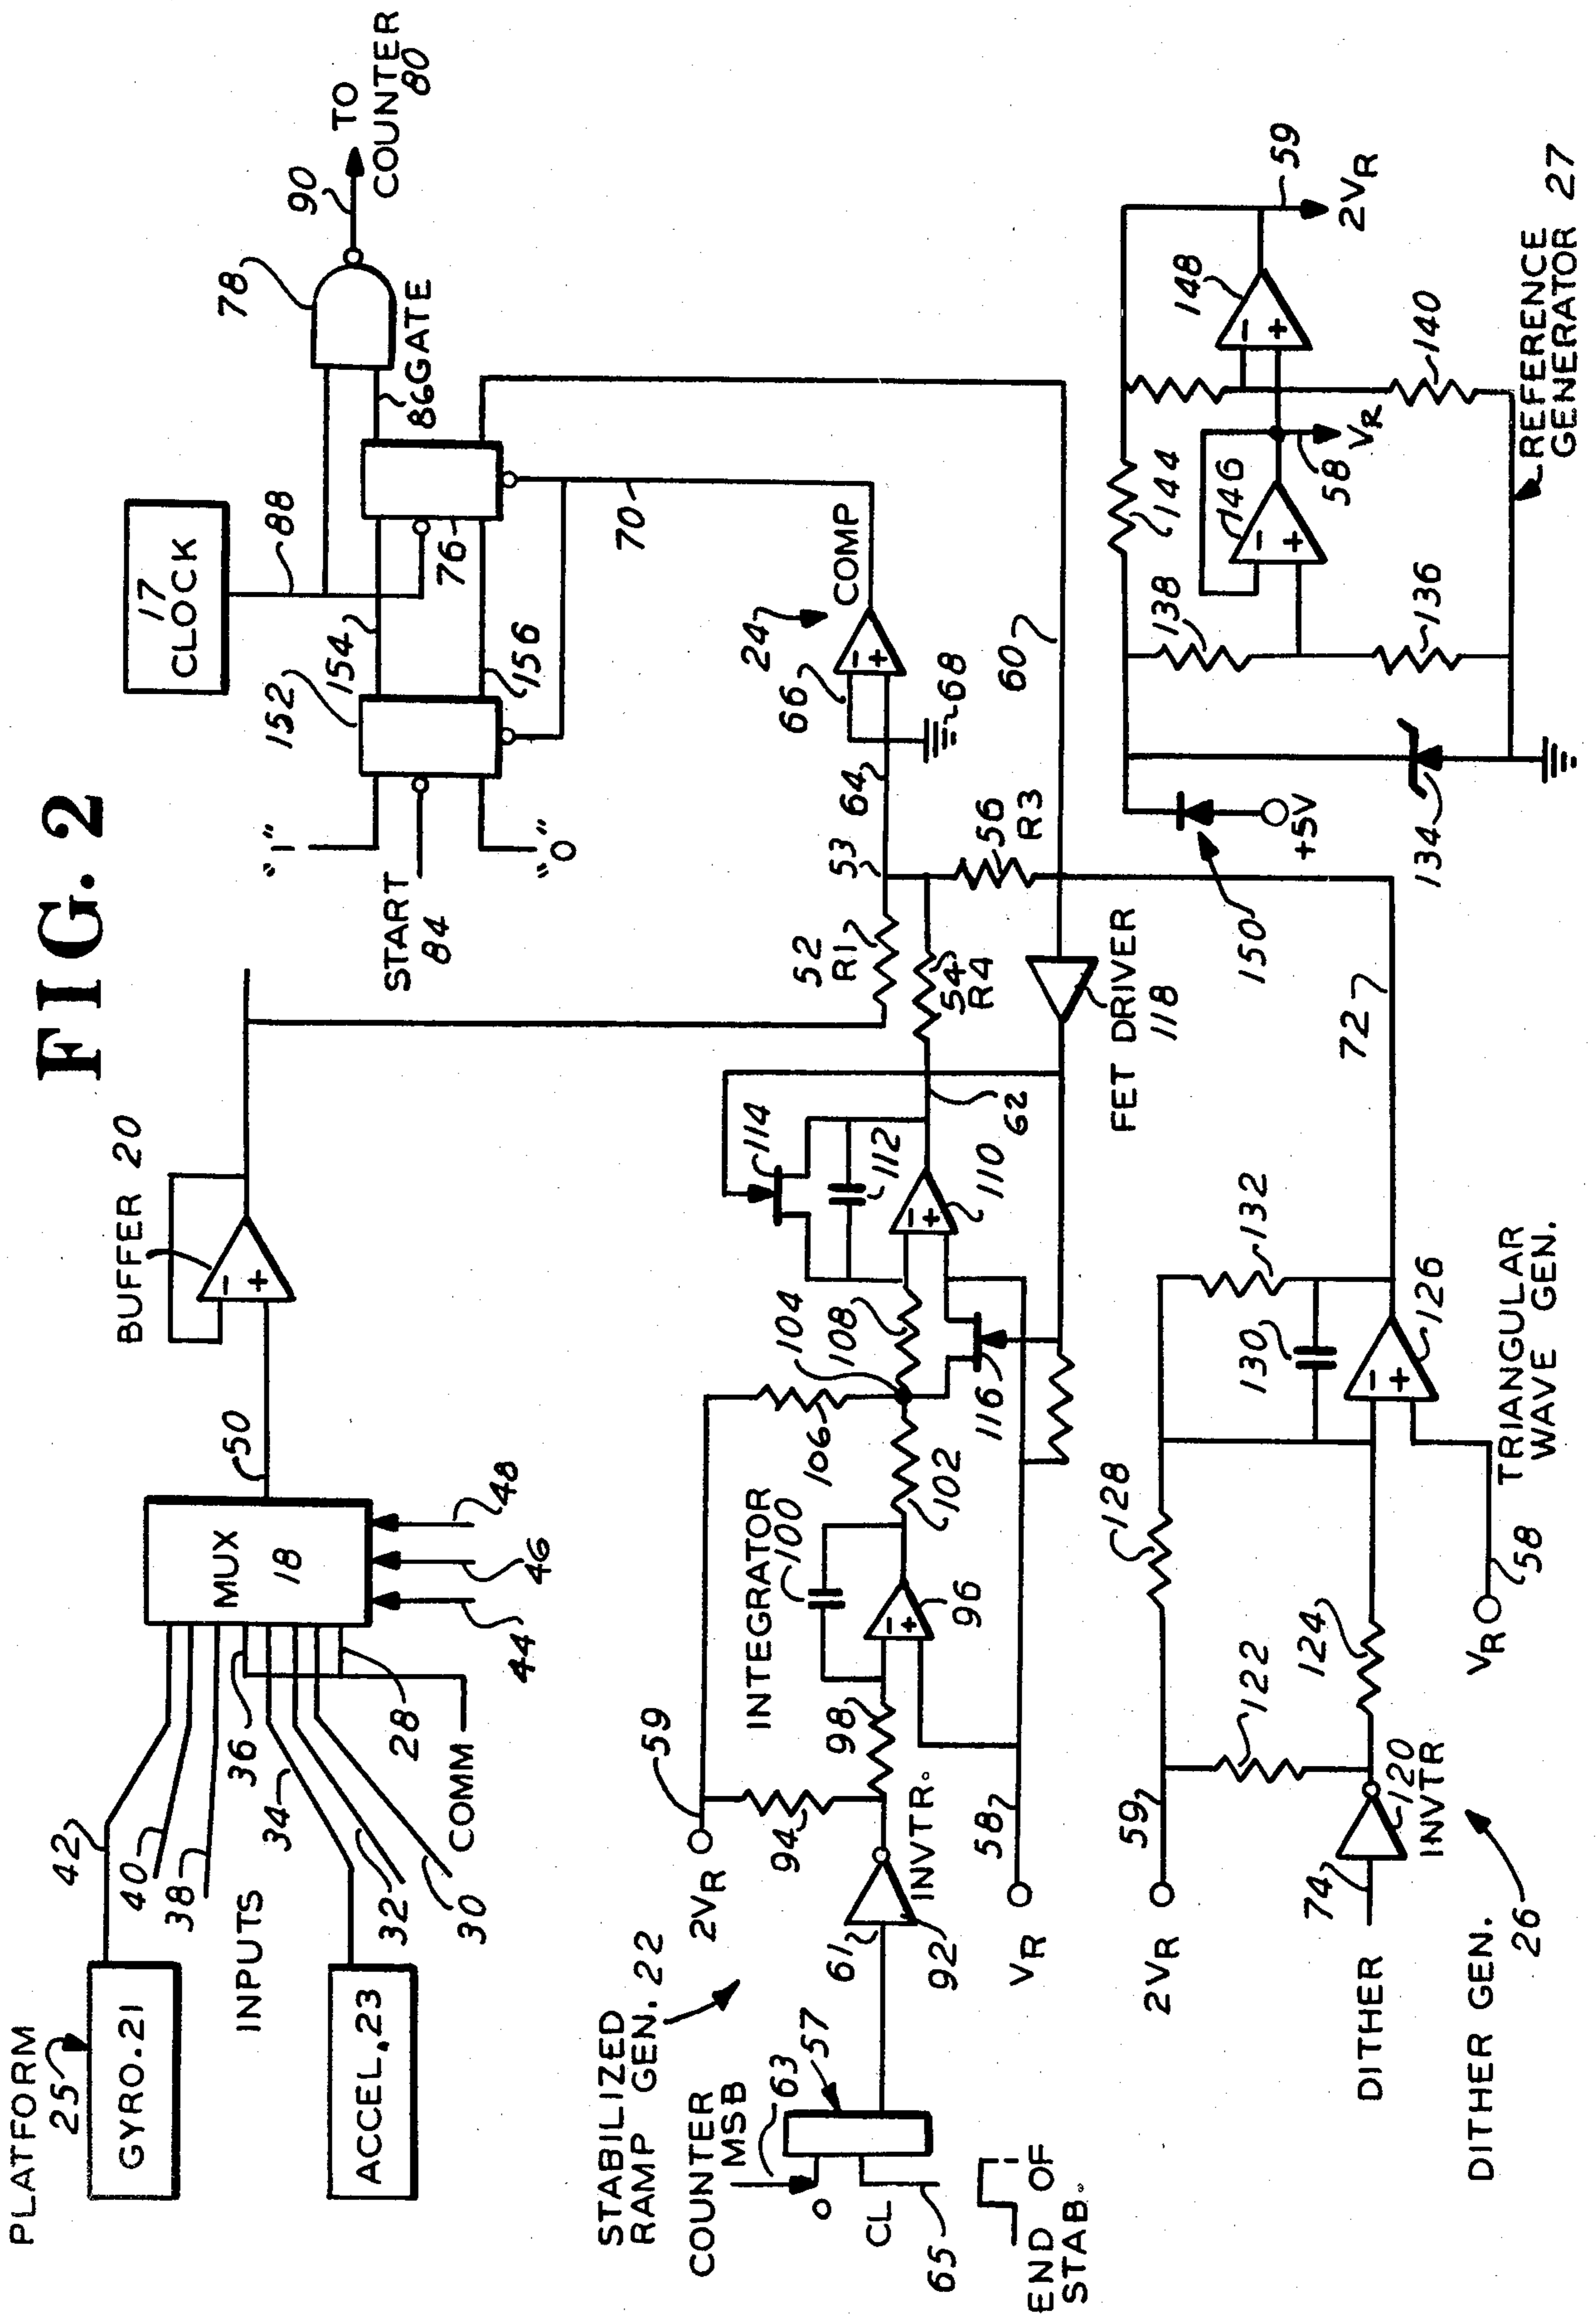 FIG. 2
PLATFORM
25
GYRO. 21
INPUTS
ACCEL. 23
42
40
38
36
34
32
30
28
COMM
MUX
18
44
46
48
50
BUFFER 20
START
84
"1"
"0"
152
154
156
17
CLOCK
88
76
78
86 GATE
90
TO
COUNTER
80
70
COMP
24
66
68
64
53
52
R1
54
R4
56
R3
60
62
FET DRIVER
118
STABILIZED
RAMP GEN. 22
COUNTER
MSB
63
57
O
CL
65
END OF
STAB.
61
92
INVTR.
2VR
59
94
98
INTEGRATOR
100
96
102
104
106
108
110
112
114
116
58
VR
2VR
59
122
124
128
130
132
126
TRIANGULAR
WAVE GEN.
VR
58
72
DITHER
74
120
INVTR
DITHER GEN.
26
150
+5V
134
136
138
144
146
148
140
58
VR
59
2VR
REFERENCE
GENERATOR 27